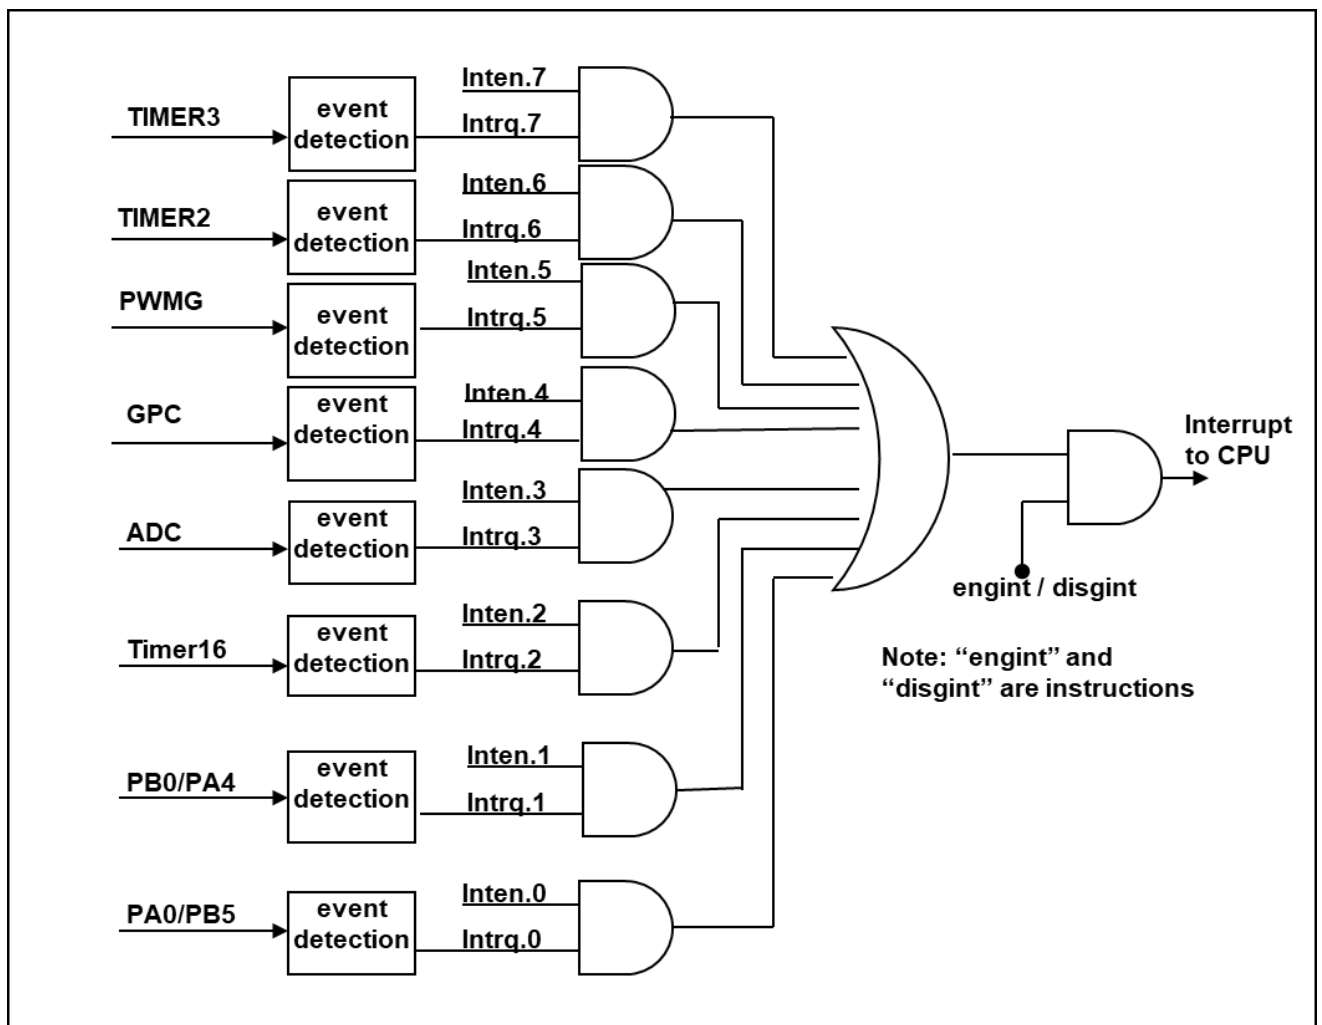 TIMER3
event
detection
Inten.7
Intrq.7
TIMER2
event
detection
Inten.6
Intrq.6
PWMG
event
detection
Inten.5
Intrq.5
GPC
event
detection
Inten.4
Intrq.4
ADC
event
detection
Inten.3
Intrq.3
Timer16
event
detection
Inten.2
Intrq.2
PB0/PA4
event
detection
Inten.1
Intrq.1
PA0/PB5
event
detection
Inten.0
Intrq.0
Interrupt
to CPU
engint / disgint
Note: “engint” and
“disgint” are instructions